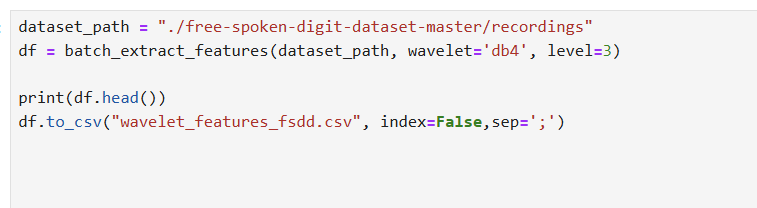 dataset_path = "./free-spoken-digit-dataset-master/recordings"
df = batch_extract_features(dataset_path, wavelet='db4', level=3)
print(df.head())
df.to_csv("wavelet_features_fsdd.csv", index=False,sep=';')